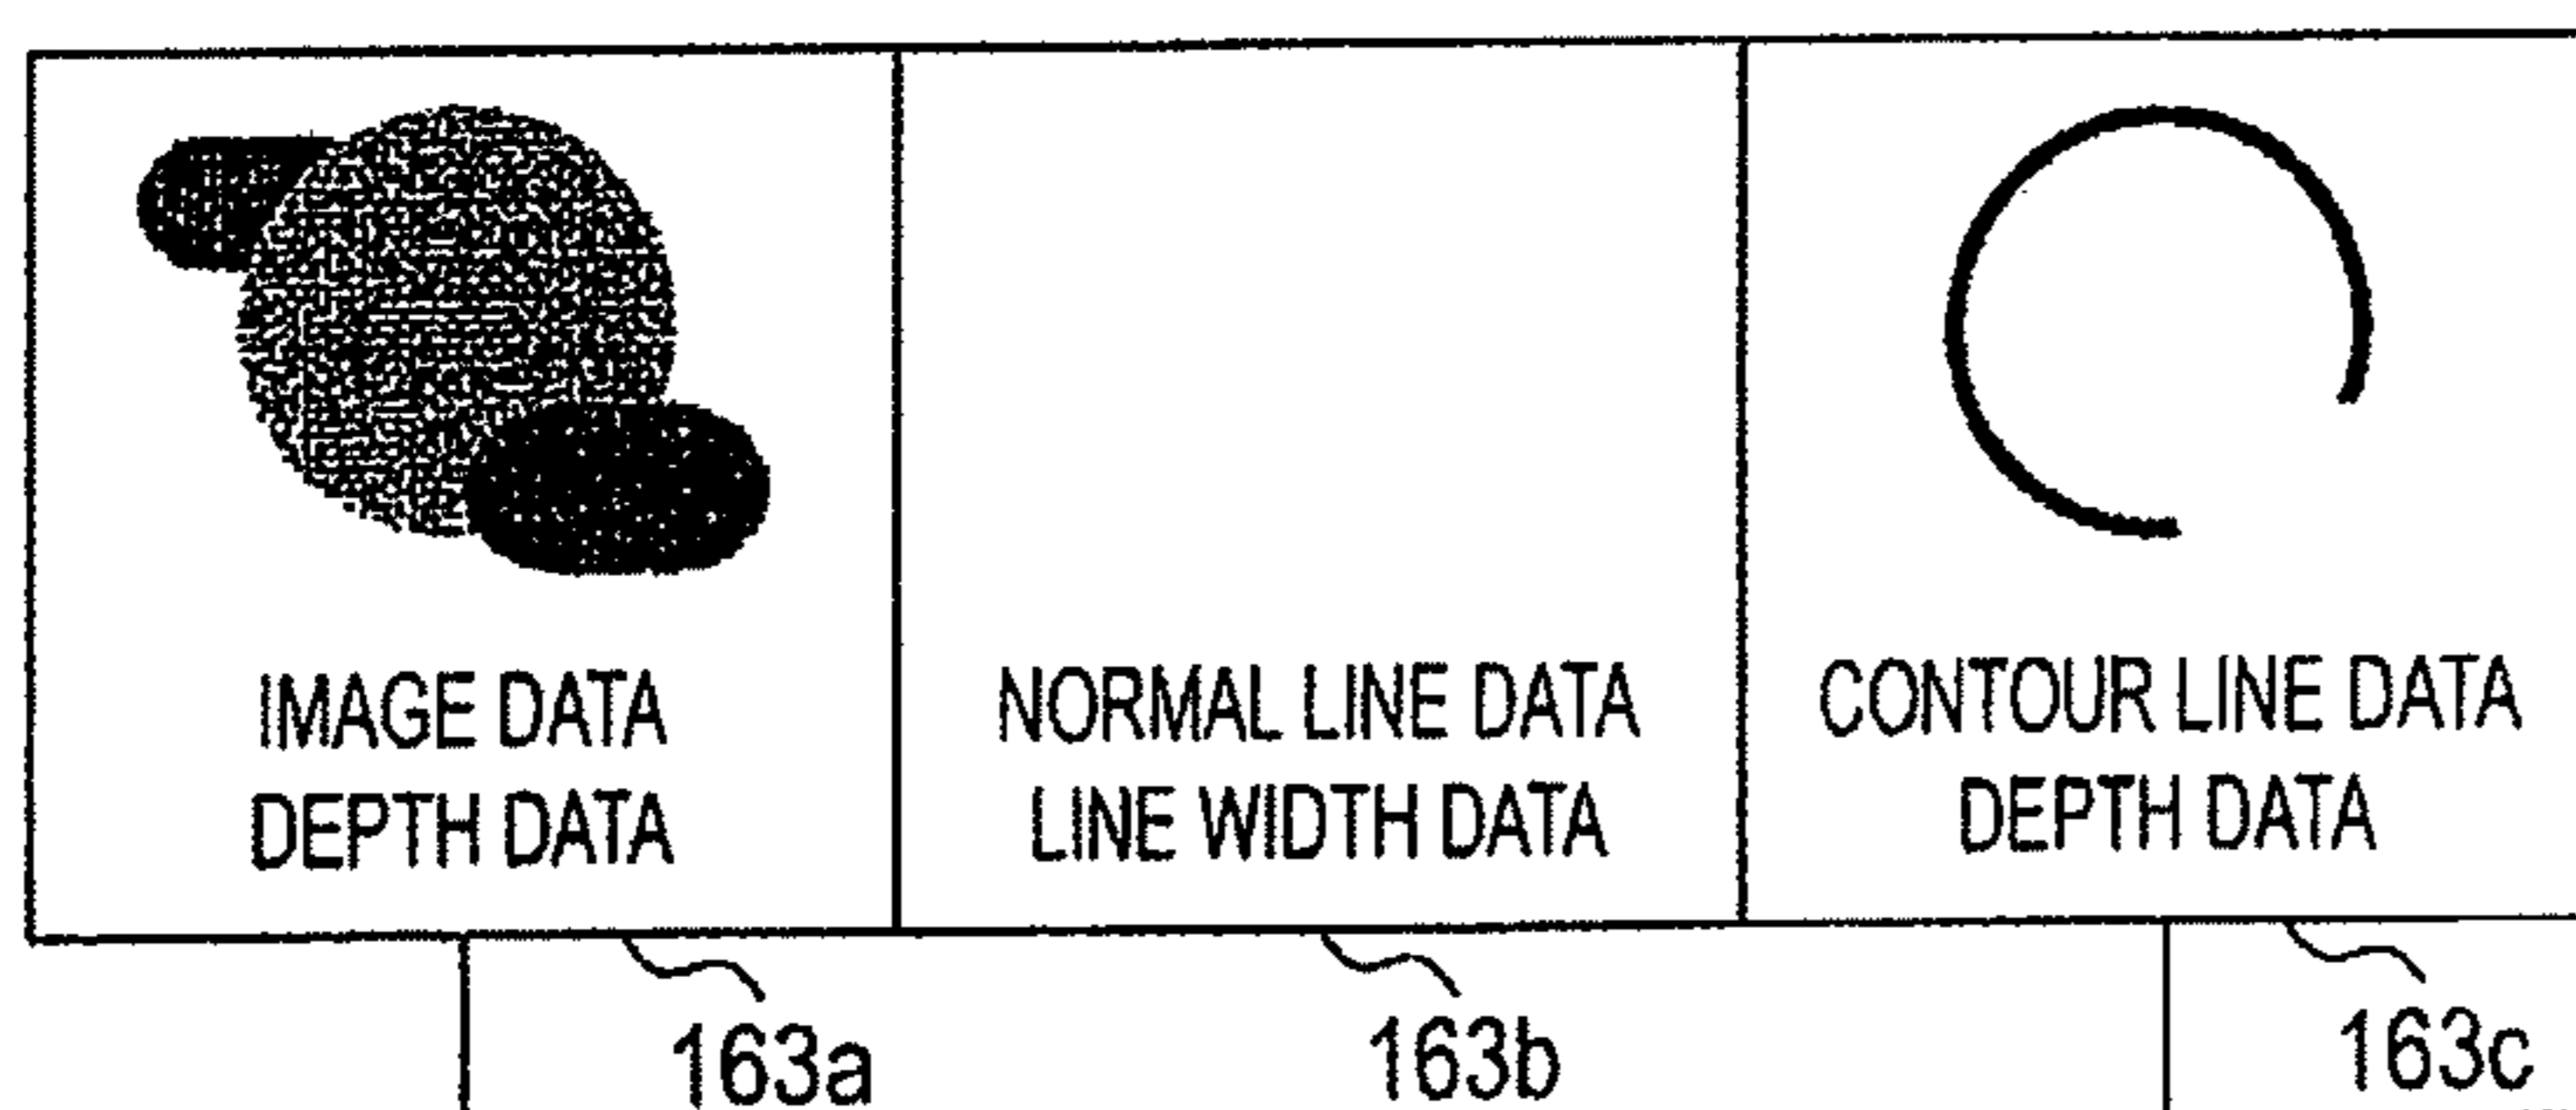 IMAGE DATA
DEPTH DATA
NORMAL LINE DATA
LINE WIDTH DATA
CONTOUR LINE DATA
DEPTH DATA
163a
163b
163c